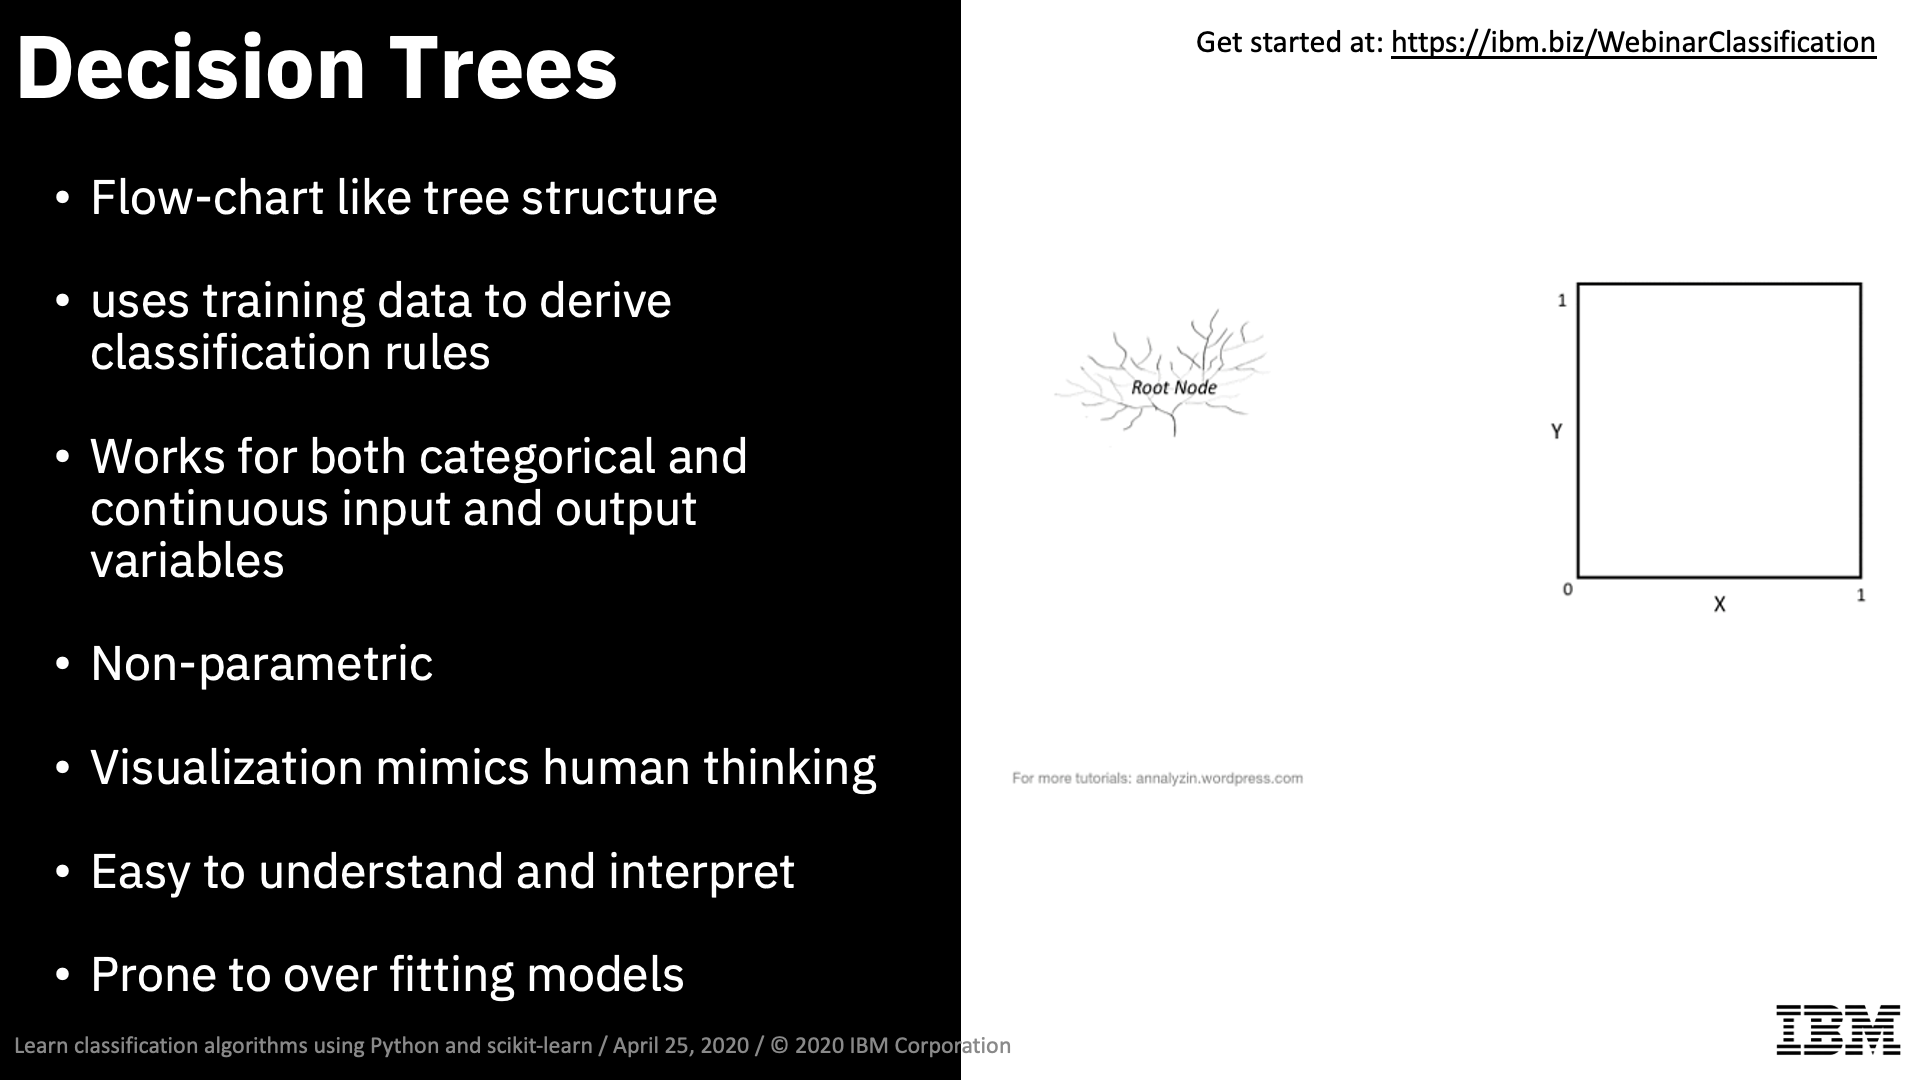 Decision Trees
• Flow-chart like tree structure
• uses training data to derive
classification rules
• Works for both categorical and
continuous input and output
variables
• Non-parametric
• Visualization mimics human thinking
• Easy to understand and interpret
• Prone to over fitting models
Learn classification algorithms using Python and scikit-learn / April 25, 2020 / © 2020 IBM Corporation
Get started at: https://ibm.biz/WebinarClassification
Root Node
1
Y
0
X
1
For more tutorials: annalyzin.wordpress.com
IBM